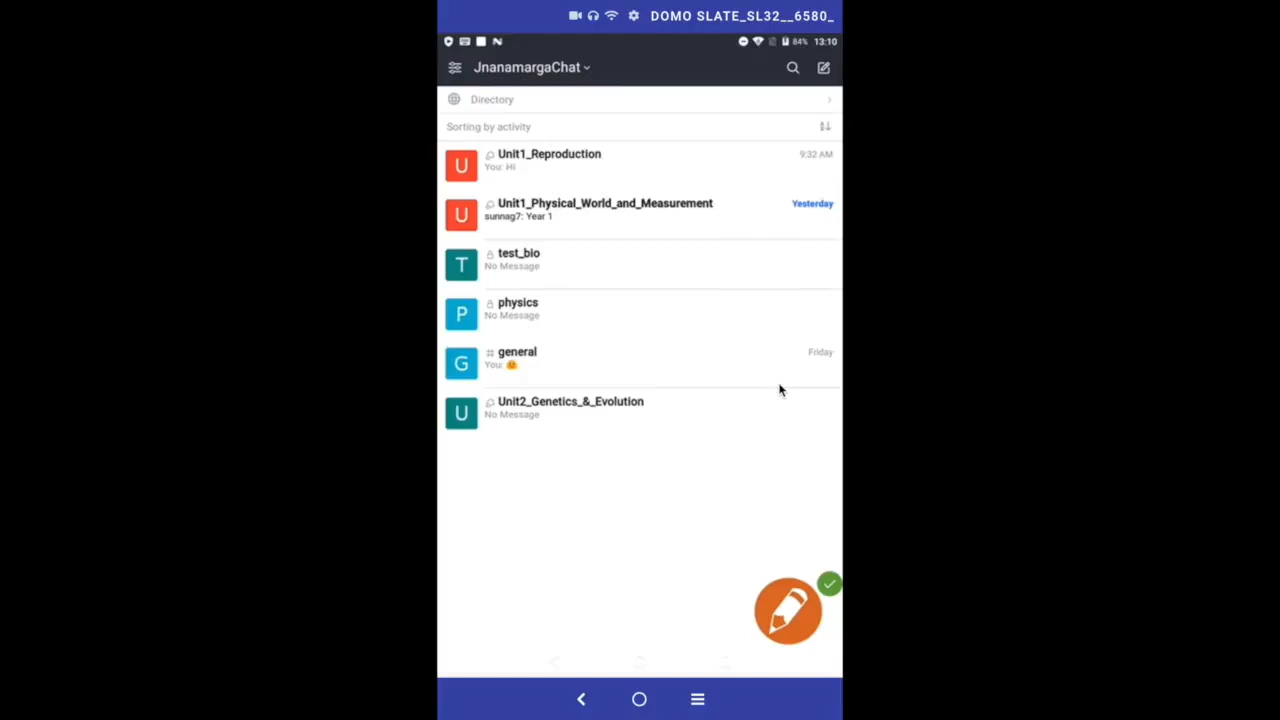 DOMO SLATE_SL32__6580_
84% 13:10
JnanamargaChat
Directory
Sorting by activity
U Unit1_Reproduction 9:32 AM
You: Hi
U Unit1_Physical_World_and_Measurement Yesterday
sunnag7: Year 1
T test_bio
No Message
P physics
No Message
G general Friday
You: 😊
U Unit2_Genetics_&_Evolution
No Message